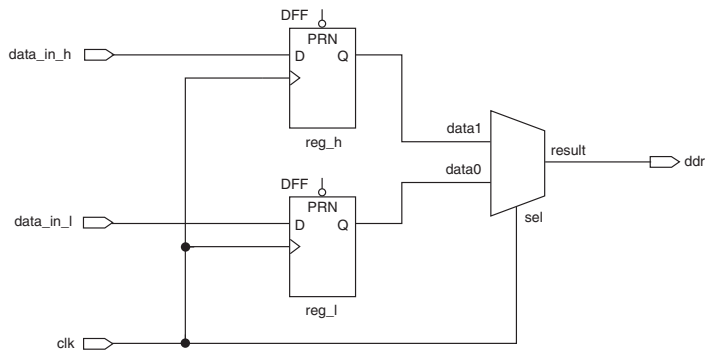 DFF
PRN
data_in_h
D
Q
reg_h
data1
result
ddr
data0
DFF
PRN
data_in_l
D
Q
sel
reg_l
clk